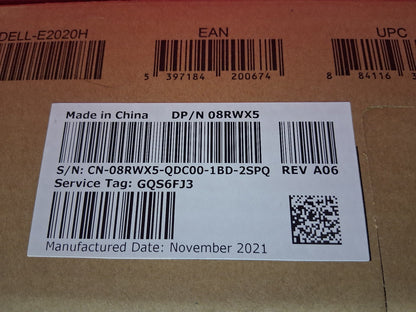 DELL-E2020H EAN UPC
5 397184 200674 8 84116 3
Made in China DP/N 08RWX5
S/N: CN-08RWX5-QDC00-1BD-2SPQ REV A06
Service Tag: GQS6FJ3
Manufactured Date: November 2021